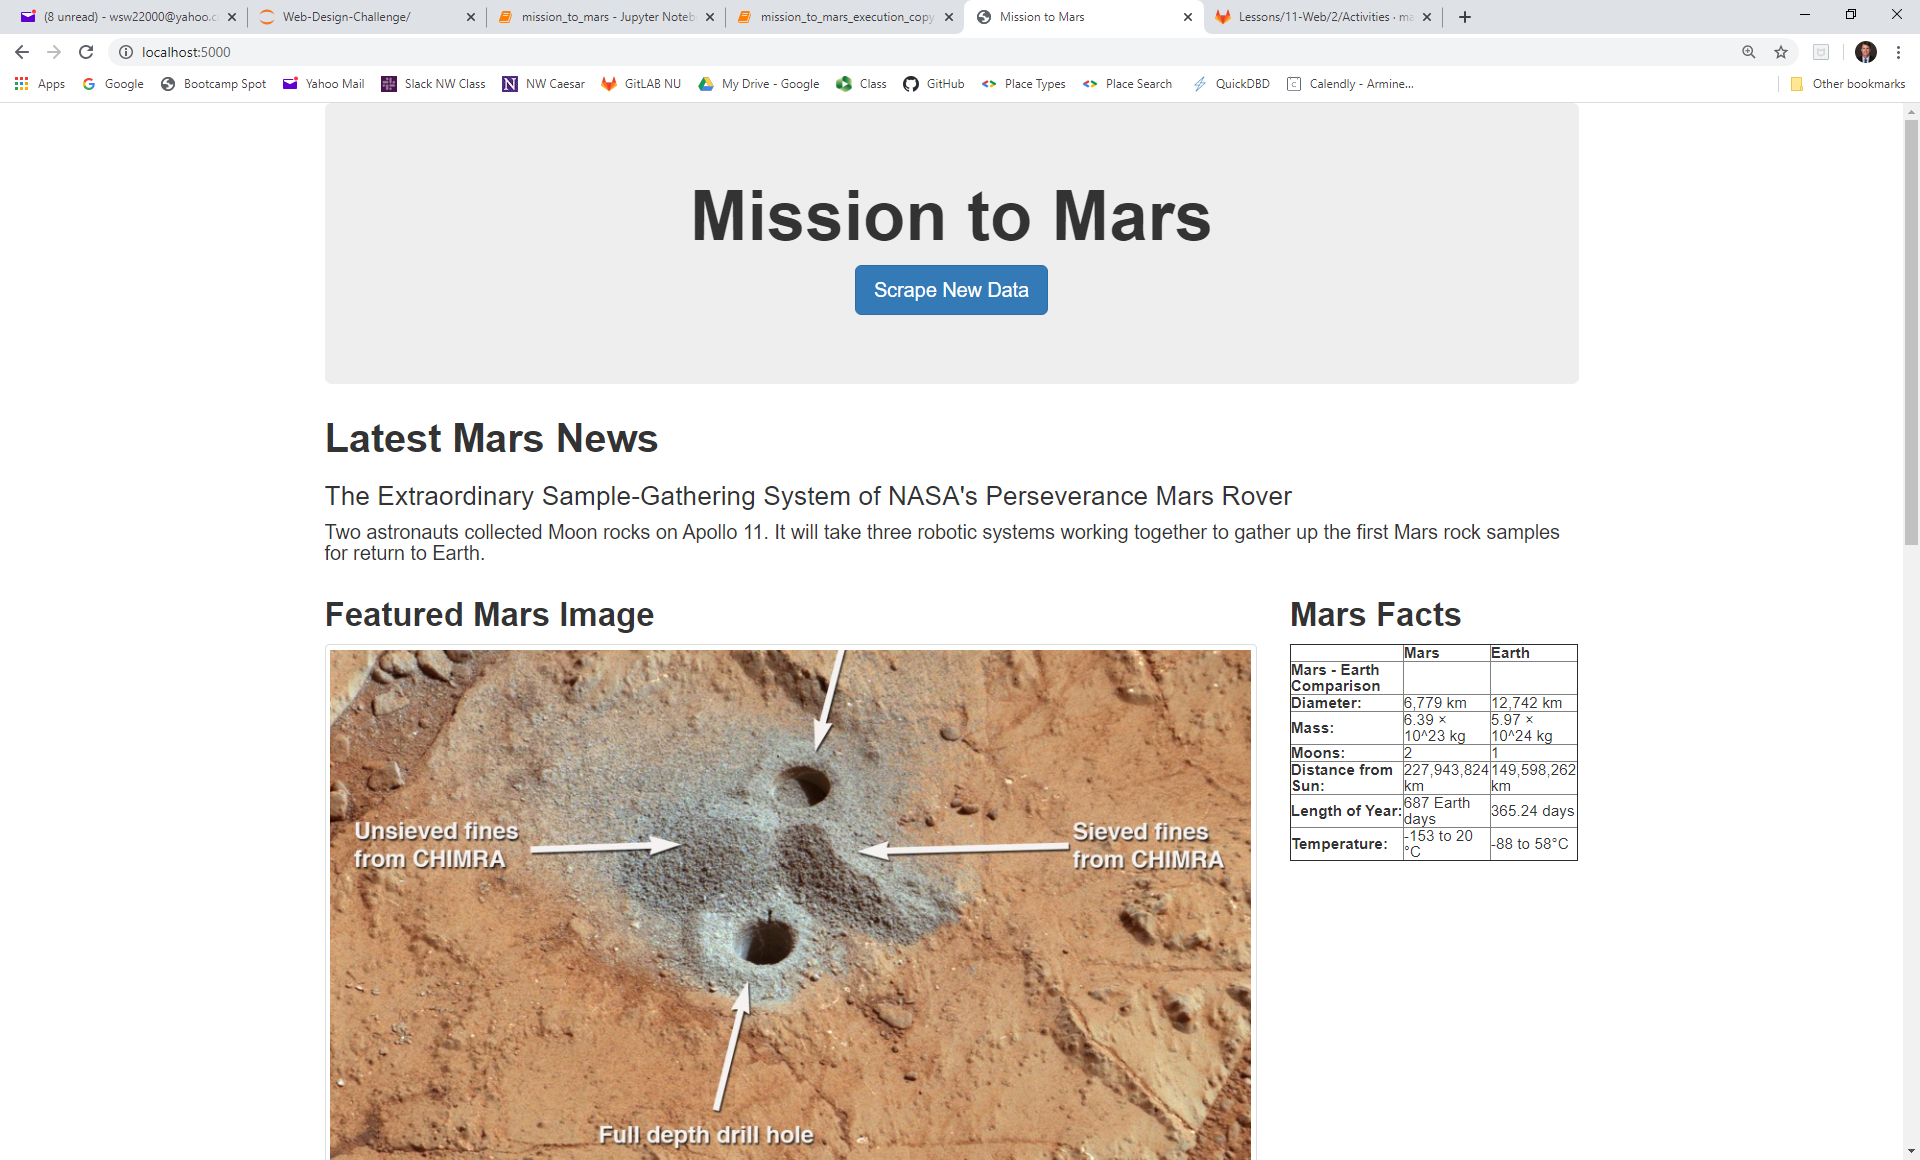 (8 unread) - wsw22000@yahoo.c
Web-Design-Challenge/
mission_to_mars - Jupyter Noteb
mission_to_mars_execution_copy
Mission to Mars
Lessons/11-Web/2/Activities · ma
localhost:5000
Apps
Google
Bootcamp Spot
Yahoo Mail
Slack NW Class
NW Caesar
GitLAB NU
My Drive - Google
Class
GitHub
Place Types
Place Search
QuickDBD
Calendly - Armine...
Other bookmarks
Mission to Mars
Scrape New Data
Latest Mars News
The Extraordinary Sample-Gathering System of NASA's Perseverance Mars Rover
Two astronauts collected Moon rocks on Apollo 11. It will take three robotic systems working together to gather up the first Mars rock samples
for return to Earth.
Featured Mars Image
Unsieved fines
from CHIMRA
Sieved fines
from CHIMRA
Full depth drill hole
Mars Facts
Mars Earth
Mars - Earth
Comparison
Diameter: 6,779 km 12,742 km
Mass: 6.39 × 10^23 kg 5.97 × 10^24 kg
Moons: 2 1
Distance from Sun: 227,943,824 km 149,598,262 km
Length of Year: 687 Earth days 365.24 days
Temperature: -153 to 20 °C -88 to 58°C